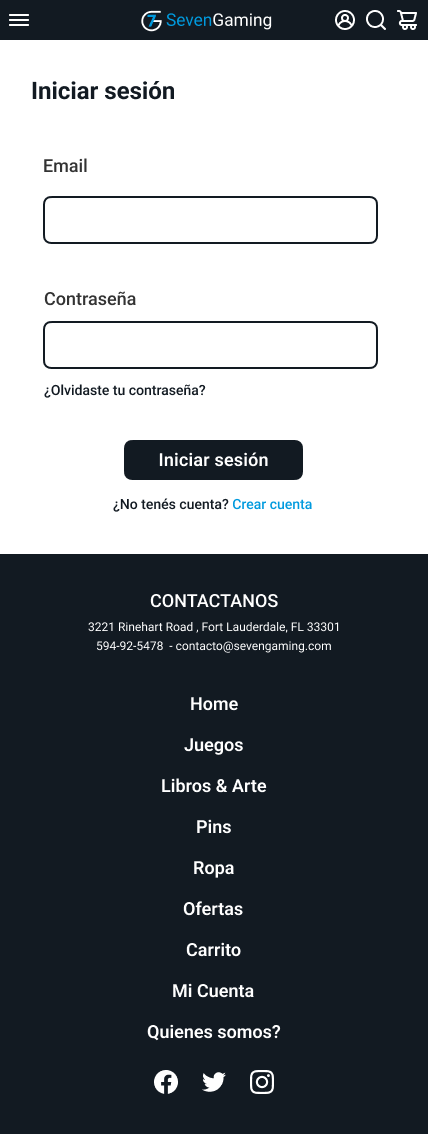 SevenGaming
Iniciar sesión
Email
Contraseña
¿Olvidaste tu contraseña?
Iniciar sesión
¿No tenés cuenta? Crear cuenta
CONTACTANOS
3221 Rinehart Road , Fort Lauderdale, FL 33301
594-92-5478  - contacto@sevengaming.com
Home
Juegos
Libros & Arte
Pins
Ropa
Ofertas
Carrito
Mi Cuenta
Quienes somos?